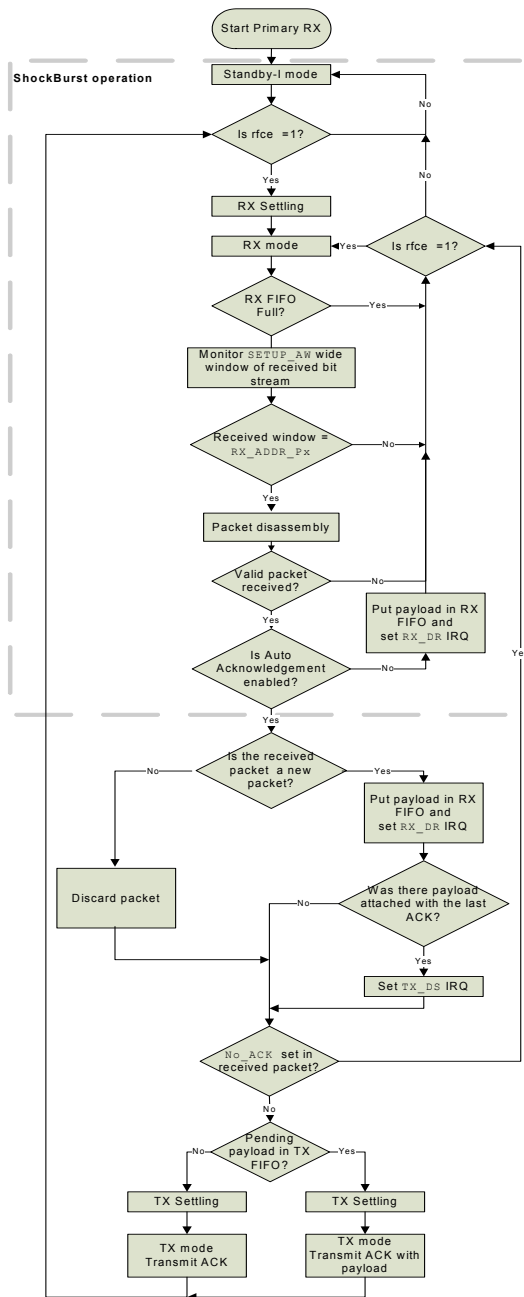 Start Primary RX
ShockBurst operation
Standby-I mode
No
Is rfce =1?
Yes
No
RX Settling
RX mode
Yes
Is rfce =1?
RX FIFO
Full?
Yes
Monitor SETUP_AW wide
window of received bit
stream
Received window =
RX_ADDR_Px
No
Yes
Packet disassembly
Valid packet
received?
No
Yes
Put payload in RX
FIFO and
set RX_DR IRQ
Ye
Is Auto
Acknowledgement
enabled?
No
Yes
Is the received
packet a new
packet?
No
Yes
Put payload in RX
FIFO and
set RX_DR IRQ
Discard packet
No
Was there payload
attached with the last
ACK?
Yes
Set TX_DS IRQ
No_ACK set in
received packet?
No
Pending
payload in TX
FIFO?
No
Yes
TX Settling
TX Settling
TX mode
Transmit ACK
TX mode
Transmit ACK with
payload